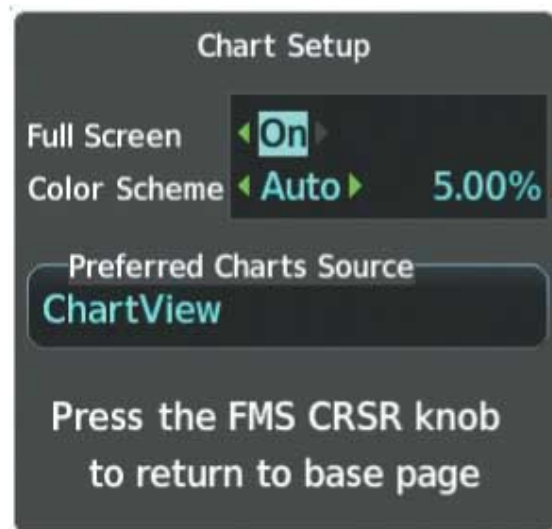 Chart Setup
Full Screen On
Color Scheme Auto 5.00%
Preferred Charts Source
ChartView
Press the FMS CRSR knob
to return to base page